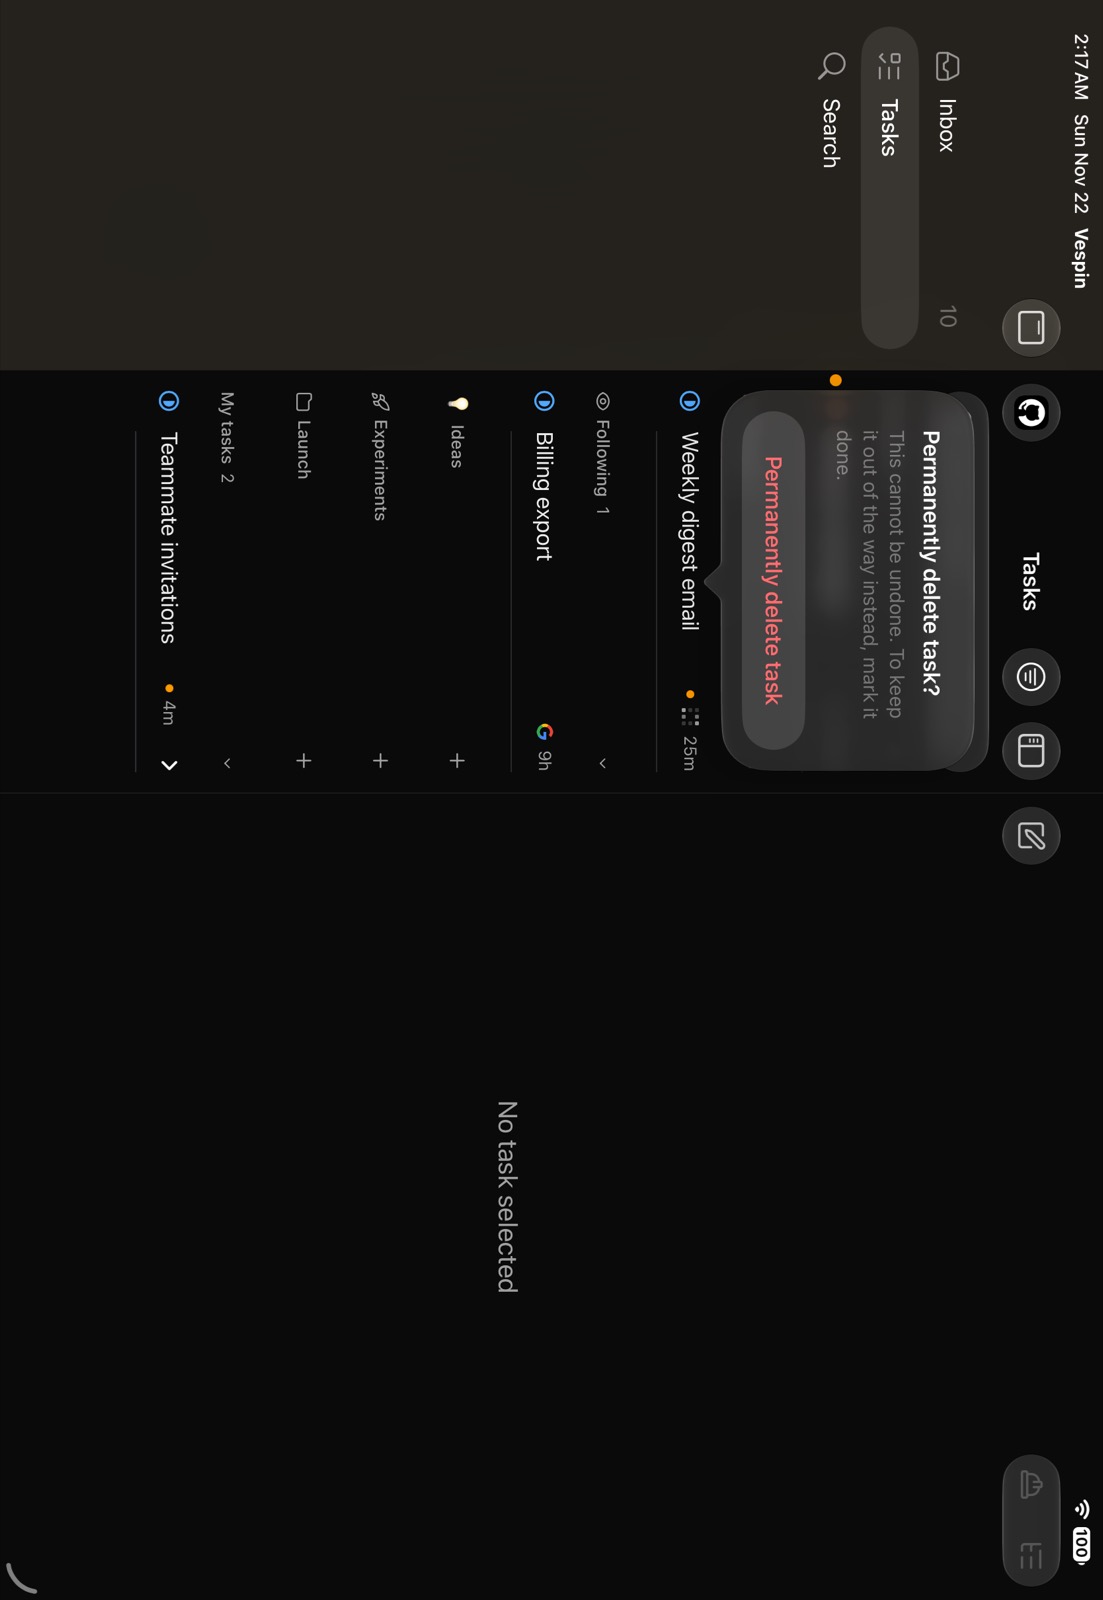 2:17 AM Sun Nov 22 Vespin
100
Inbox 10
Tasks
Search
Tasks
Permanently delete task?
This cannot be undone. To keep
it out of the way instead, mark it
done.
Permanently delete task
Weekly digest email 25m
Following 1
Billing export 9h
Ideas
Experiments
Launch
My tasks 2
Teammate invitations 4m
No task selected